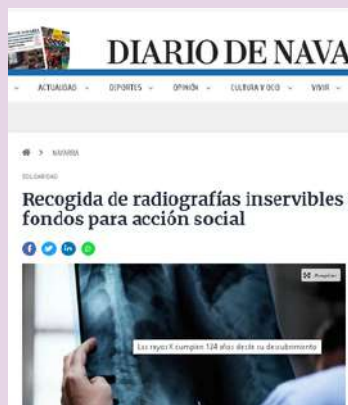 DIARIO DE NAVA
ACTUALIDAD DEPORTES OPINIÓN CULTURA Y OCIO VIVIR
> NAVARRA
SOLIDARIDAD
Recogida de radiografías inservibles
fondos para acción social
Ampliar
Los rayos X cumplen 124 años desde su descubrimiento